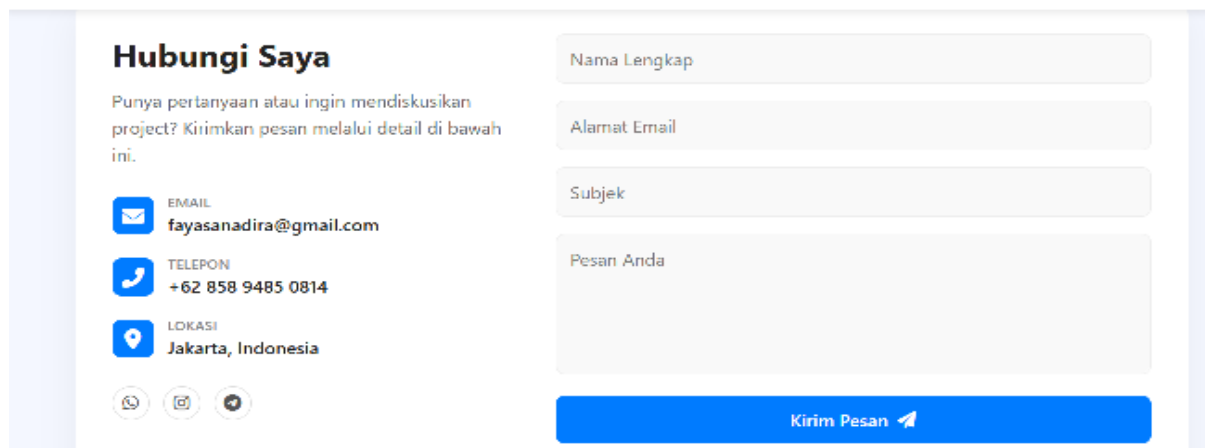 Hubungi Saya
Punya pertanyaan atau ingin mendiskusikan
project? Kirimkan pesan melalui detail di bawah
ini.
EMAIL
fayasanadira@gmail.com
TELEPON
+62 858 9485 0814
LOKASI
Jakarta, Indonesia
Nama Lengkap
Alamat Email
Subjek
Pesan Anda
Kirim Pesan